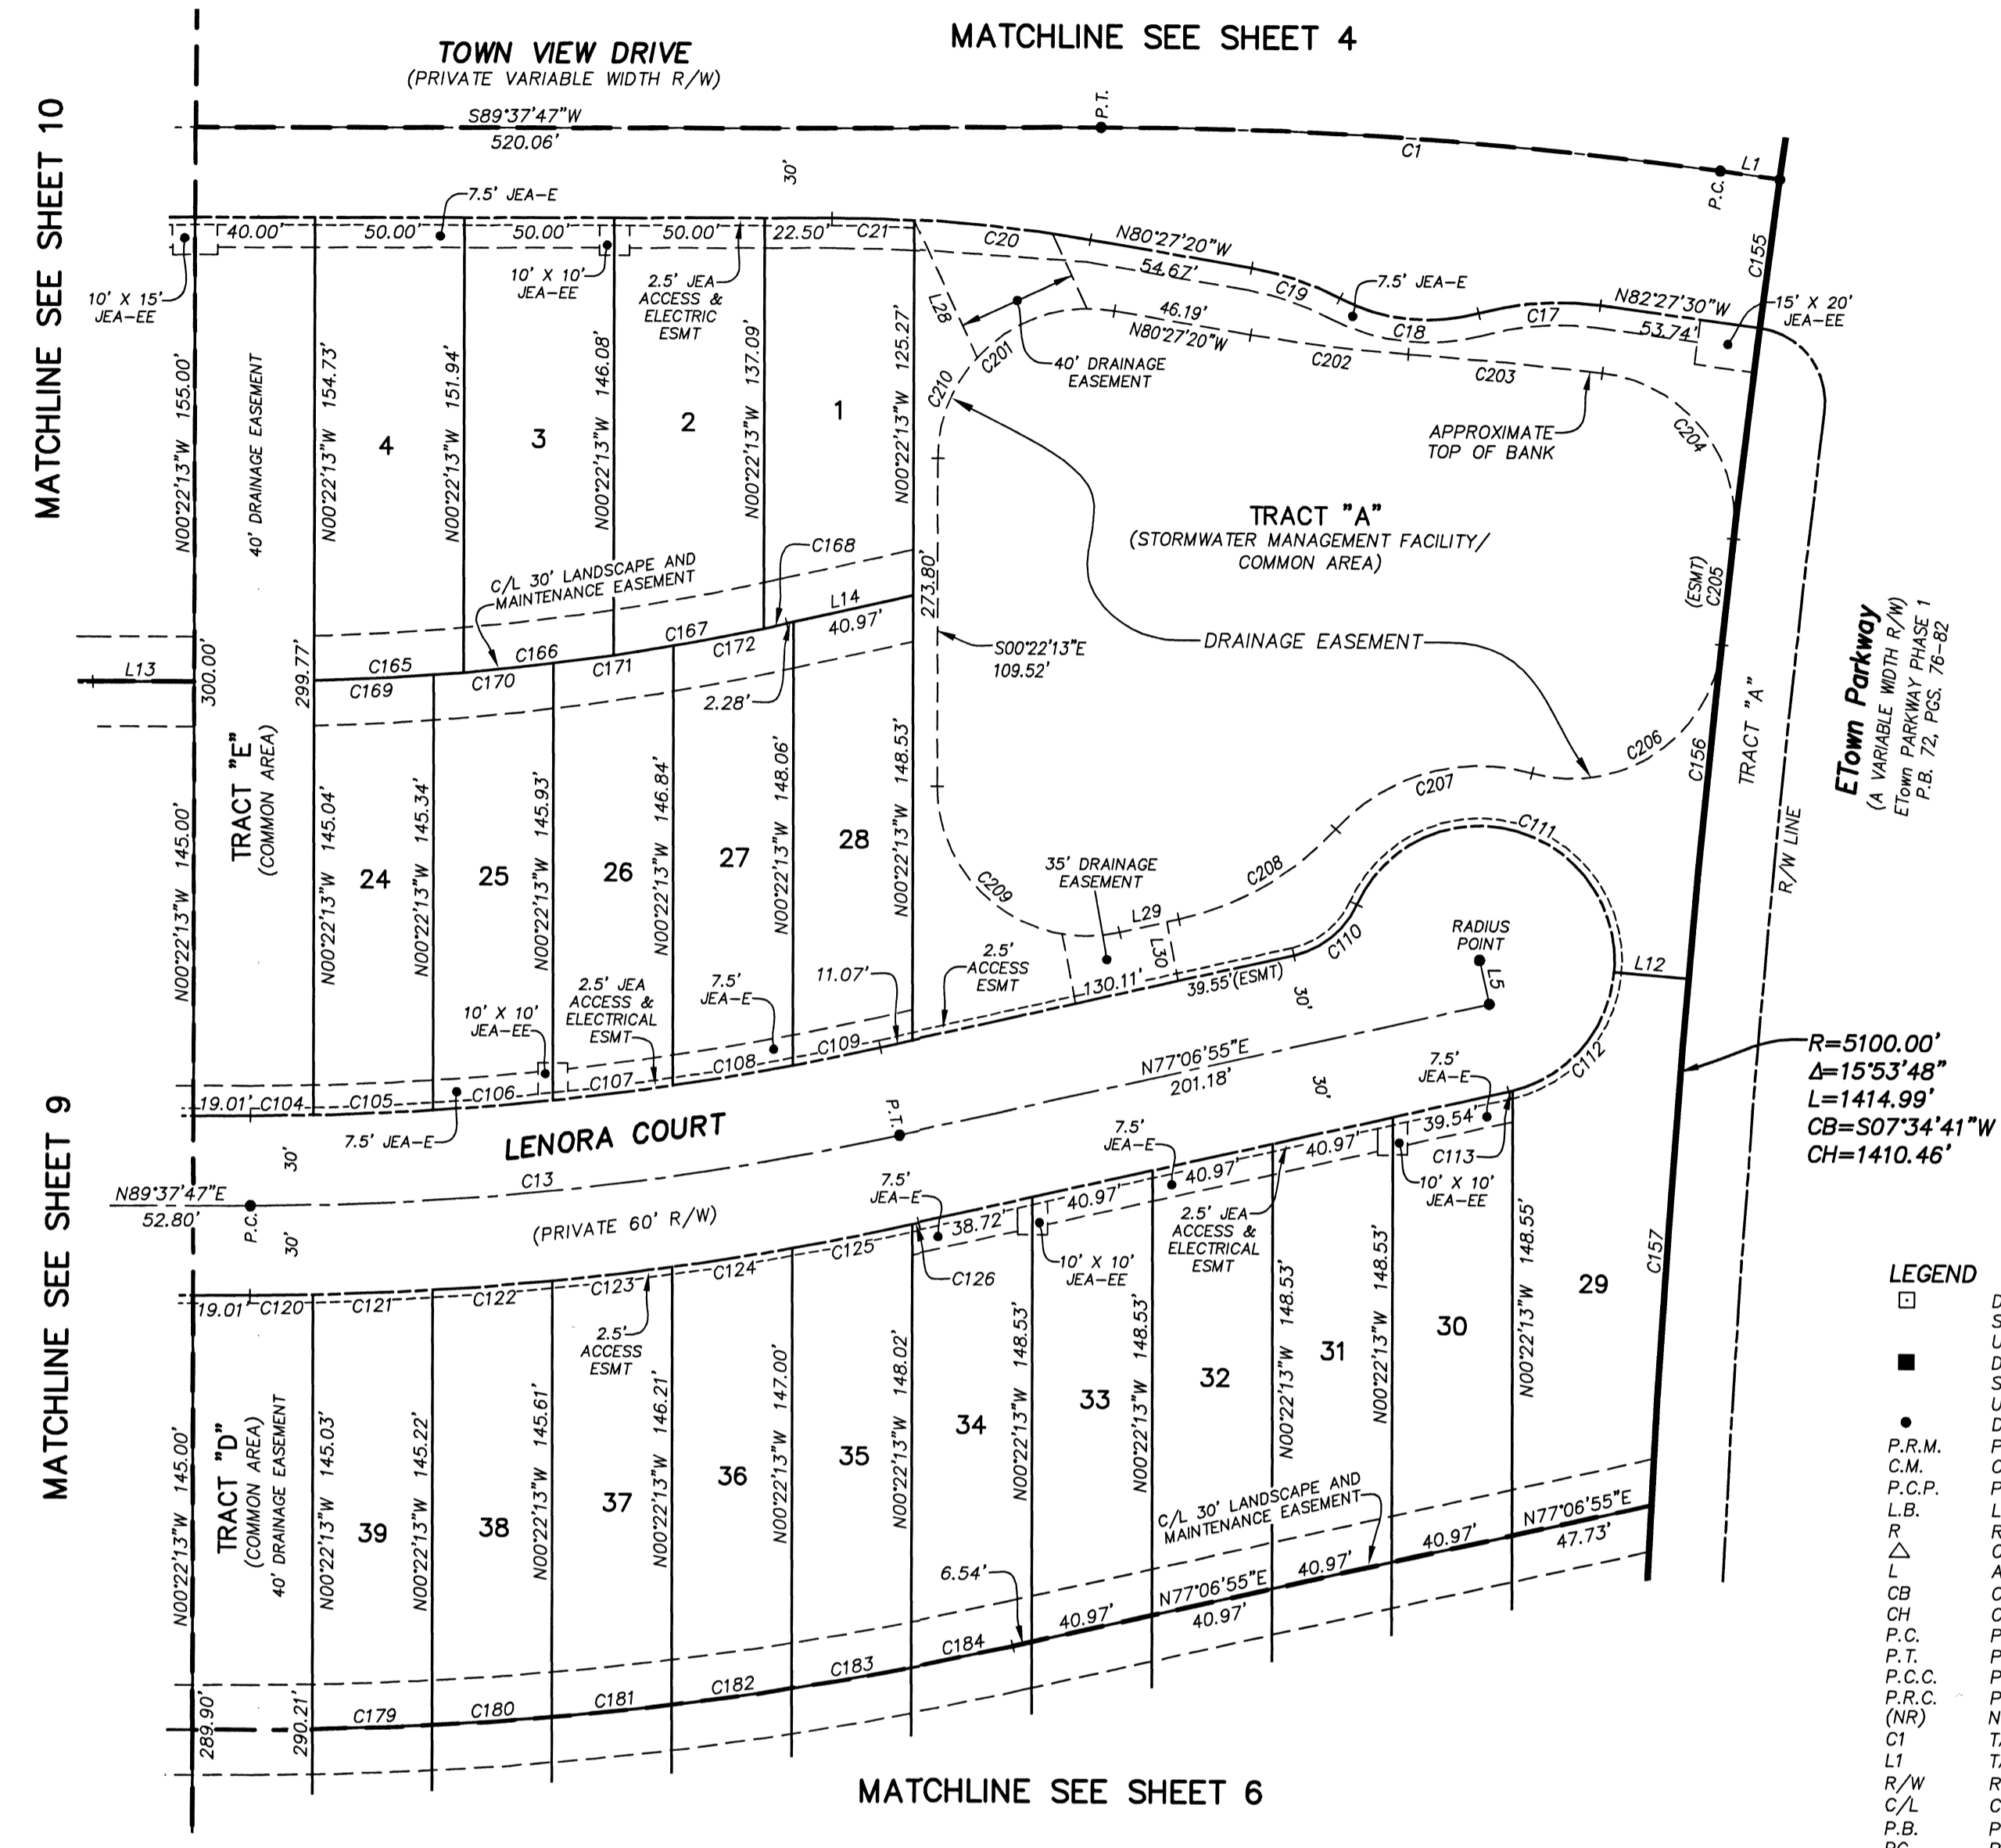 MATCHLINE SEE SHEET 4
TOWN VIEW DRIVE
(PRIVATE VARIABLE WIDTH R/W)
MATCHLINE SEE SHEET 10
S89°37'47"W
520.06'
P.T.
C1
P.C.
L1
30'
7.5' JEA-E
40.00'
50.00'
50.00'
50.00'
22.50'
C21
C20
N80°27'20"W
54.67'
C19
7.5' JEA-E
C18
C17
N82°27'30"W
53.74'
15' X 20'
JEA-EE
C155
10' X 15'
JEA-EE
10' X 10'
JEA-EE
2.5' JEA
ACCESS &
ELECTRIC
ESMT
L28
C201
C210
46.19'
N80°27'20"W
C202
C203
C204
40' DRAINAGE
EASEMENT
APPROXIMATE
TOP OF BANK
N00°22'13"W 155.00'
40' DRAINAGE EASEMENT
N00°22'13"W 154.73'
4
N00°22'13"W 151.94'
3
N00°22'13"W 146.08'
2
N00°22'13"W 137.09'
1
N00°22'13"W 125.27'
TRACT "A"
(STORMWATER MANAGEMENT FACILITY/
COMMON AREA)
(ESMT)
C205
C/L 30' LANDSCAPE AND
MAINTENANCE EASEMENT
C168
L14
40.97'
273.80'
S00°22'13"E
109.52'
DRAINAGE EASEMENT
L13
300.00'
299.77'
C165
C166
C167
C169
C170
C171
C172
2.28'
ETown Parkway
(A VARIABLE WIDTH R/W)
ETown PARKWAY PHASE 1
P.B. 72, PGS. 76-82
TRACT "A"
R/W LINE
C156
C206
C207
C208
C209
TRACT "E"
(COMMON AREA)
N00°22'13"W 145.00'
N00°22'13"W 145.04'
24
N00°22'13"W 145.34'
25
N00°22'13"W 145.93'
26
N00°22'13"W 146.84'
27
N00°22'13"W 148.06'
28
N00°22'13"W 148.53'
35' DRAINAGE
EASEMENT
L29
L30
C111
C110
RADIUS
POINT
L5
L12
2.5'
ACCESS
ESMT
130.11'
39.55'(ESMT)
30'
11.07'
7.5'
JEA-E
2.5' JEA
ACCESS &
ELECTRICAL
ESMT
10' X 10'
JEA-EE
C109
C108
C107
C106
C105
C104
19.01'
7.5' JEA-E
N77°06'55"E
201.18'
30'
C112
R=5100.00'
Δ=15°53'48"
L=1414.99'
CB=S07°34'41"W
CH=1410.46'
MATCHLINE SEE SHEET 9
LENORA COURT
P.T.
30'
C13
N89°37'47"E
52.80'
P.C.
30'
(PRIVATE 60' R/W)
7.5'
JEA-E
39.54'
C113
10' X 10'
JEA-EE
40.97'
7.5'
JEA-E
40.97'
40.97'
2.5' JEA
ACCESS &
ELECTRICAL
ESMT
7.5'
JEA-E
38.72'
10' X 10'
JEA-EE
C126
C125
C124
C123
C122
C121
C120
19.01'
2.5'
ACCESS
ESMT
C157
N00°22'13"W 145.00'
TRACT "D"
(COMMON AREA)
40' DRAINAGE EASEMENT
N00°22'13"W 145.03'
39
N00°22'13"W 145.22'
38
N00°22'13"W 145.61'
37
N00°22'13"W 146.21'
36
N00°22'13"W 147.00'
35
N00°22'13"W 148.02'
34
N00°22'13"W 148.53'
33
N00°22'13"W 148.53'
32
N00°22'13"W 148.53'
31
N00°22'13"W 148.53'
30
N00°22'13"W 148.55'
29
C/L 30' LANDSCAPE AND
MAINTENANCE EASEMENT
N77°06'55"E
47.73'
40.97'
40.97'
N77°06'55"E
40.97'
40.97'
6.54'
C184
C183
C182
C181
C180
C179
289.90'
290.21'
MATCHLINE SEE SHEET 6
LEGEND
D
S
U
D
S
U
D
P.R.M. P
C.M. C
P.C.P. P
L.B. L
R R
△ C
L A
CB C
CH C
P.C. P
P.T. P
P.C.C. P
P.R.C. P
(NR) N
C1 T
L1 T
R/W R
C/L C
P.B. P